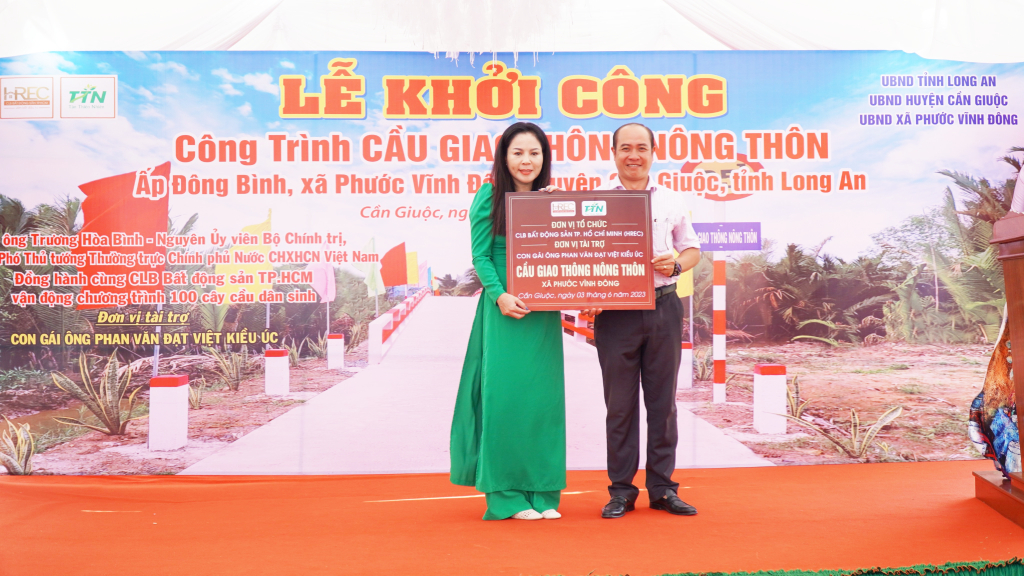 HREC
TTN
LỄ KHỞI CÔNG
Công Trình CẦU GIAO THÔNG NÔNG THÔN
Ấp Đông Bình, xã Phước Vĩnh Giuộc, tỉnh Long An
Cần Giuộc,
UBND TỈNH LONG AN
UBND HUYỆN CẦN GIUỘC
UBND XÃ PHƯỚC VĨNH ĐÔNG
ông Trương Hòa Bình - Nguyên Ủy viên Bộ Chính trị,
Phó Thủ tướng Thường trực Chính phủ Nước CHXHCN Việt Nam
Đồng hành cùng CLB Bất động sản TP.HCM
vận động chương trình 100 cây cầu dân sinh
Đơn vị tài trợ
CON GÁI ÔNG PHAN VĂN ĐẠT VIỆT KIỀU ÚC
GIAO THÔNG NÔNG THÔN
HREC
TTN
ĐƠN VỊ TỔ CHỨC
CLB BẤT ĐỘNG SẢN TP. HỒ CHÍ MINH (HREC)
ĐƠN VỊ TÀI TRỢ
CON GÁI ÔNG PHAN VĂN ĐẠT VIỆT KIỀU ÚC
CẦU GIAO THÔNG NÔNG THÔN
XÃ PHƯỚC VĨNH ĐÔNG
Cần Giuộc, ngày 03 tháng 6 năm 2023